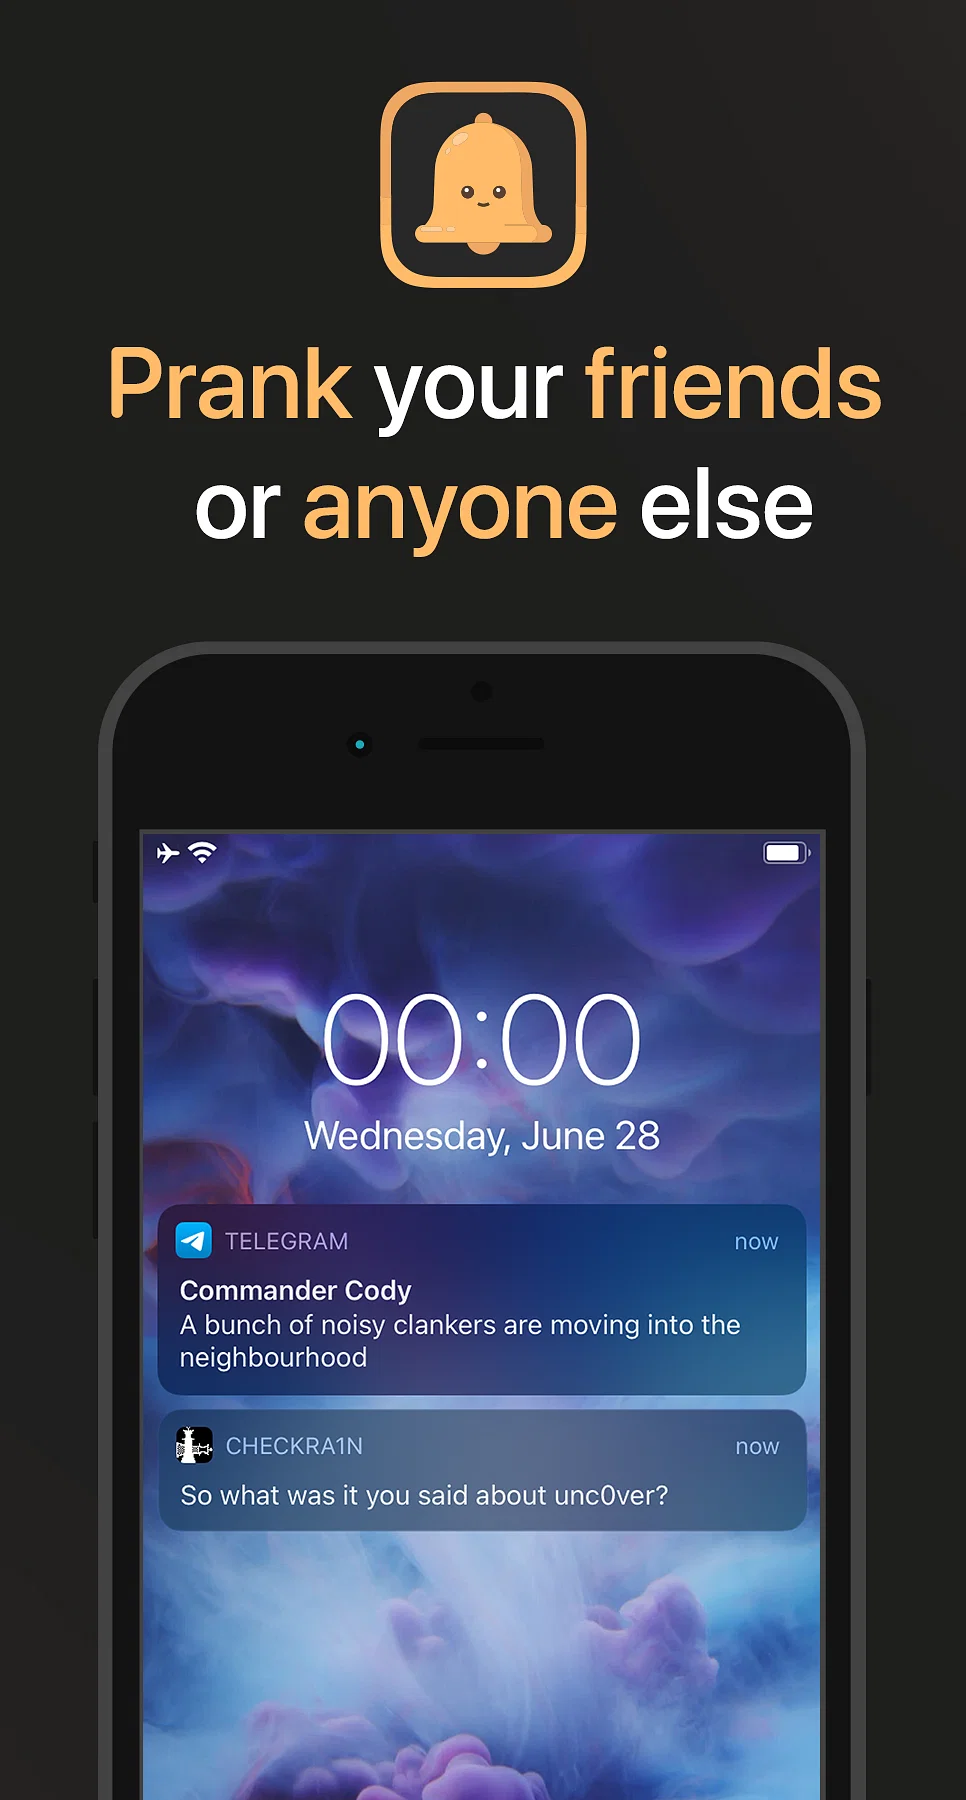 Prank your friends
or anyone else
00:00
Wednesday, June 28
TELEGRAM now
Commander Cody
A bunch of noisy clankers are moving into the
neighbourhood
CHECKRA1N now
So what was it you said about unc0ver?